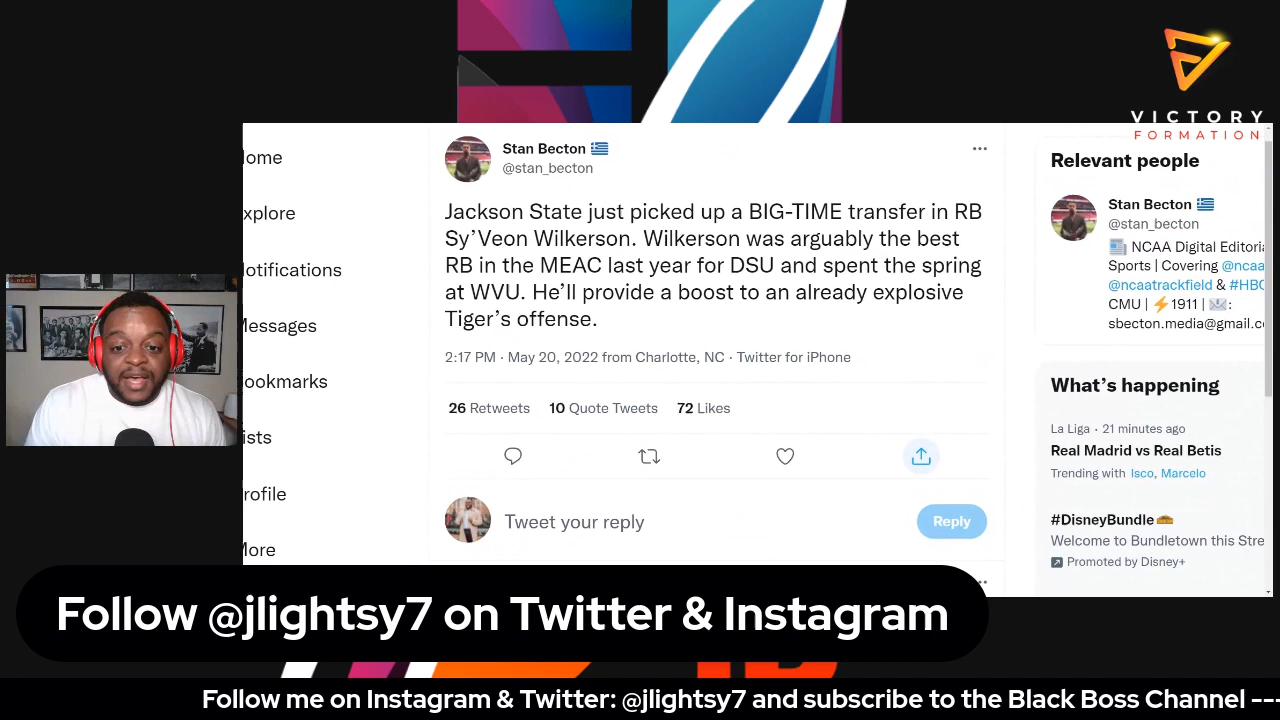 VICTORY
FORMATION
ome
xplore
otifications
Messages
ookmarks
ists
rofile
More
Stan Becton
@stan_becton
Jackson State just picked up a BIG-TIME transfer in RB
Sy’Veon Wilkerson. Wilkerson was arguably the best
RB in the MEAC last year for DSU and spent the spring
at WVU. He’ll provide a boost to an already explosive
Tiger’s offense.
2:17 PM · May 20, 2022 from Charlotte, NC · Twitter for iPhone
26 Retweets 10 Quote Tweets 72 Likes
Tweet your reply
Reply
Relevant people
Stan Becton
@stan_becton
NCAA Digital Editoria
Sports | Covering @ncaa
@ncaatrackfield & #HBC
CMU | ⚡1911 | :
sbecton.media@gmail.c
What’s happening
La Liga · 21 minutes ago
Real Madrid vs Real Betis
Trending with Isco, Marcelo
#DisneyBundle
Welcome to Bundletown this Stre
Promoted by Disney+
Follow @jlightsy7 on Twitter & Instagram
Follow me on Instagram & Twitter: @jlightsy7 and subscribe to the Black Boss Channel ---